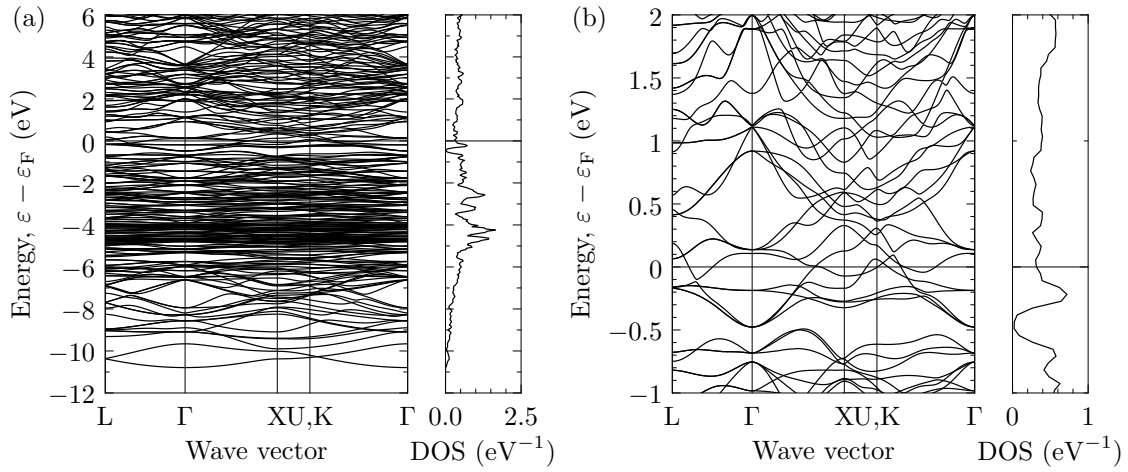 (a)
Energy, ε − ε_F (eV)
6
4
2
0
−2
−4
−6
−8
−10
−12
L Γ XU,K Γ
Wave vector
0.0 2.5
DOS (eV⁻¹)
(b)
Energy, ε − ε_F (eV)
2
1.5
1
0.5
0
−0.5
−1
L Γ XU,K Γ
Wave vector
0 1
DOS (eV⁻¹)